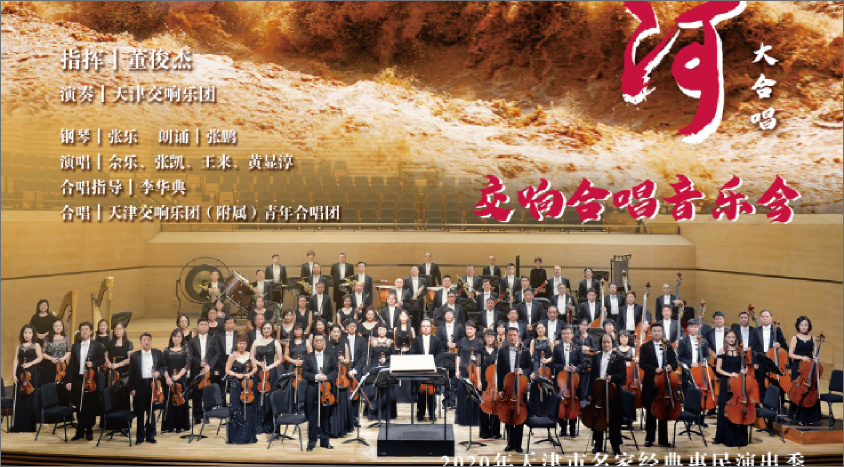 河
大合唱
交响合唱音乐会
指挥｜董俊杰
演奏｜天津交响乐团
钢琴｜张乐 朗诵｜张鹏
演唱｜佘乐、张凯、王来、黄显淳
合唱指导｜李华典
合唱｜天津交响乐团（附属）青年合唱团
2020年天津市名家经典惠民演出季